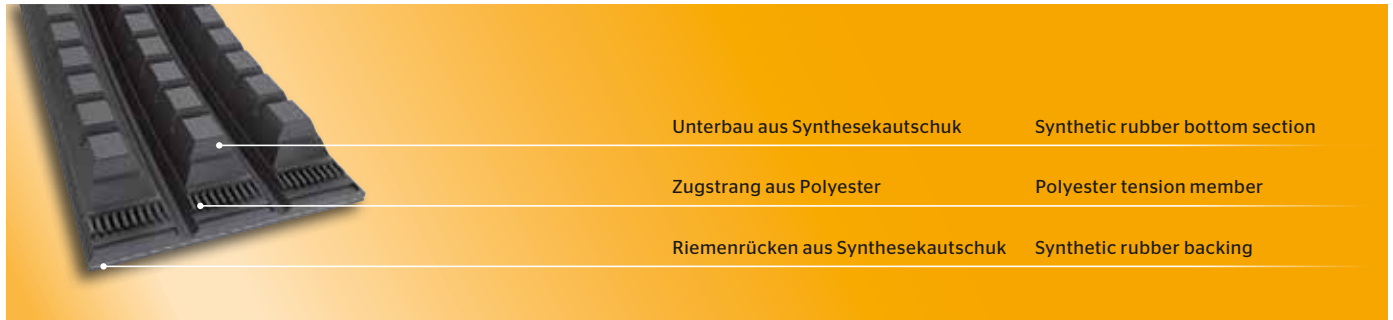 Unterbau aus Synthesekautschuk Synthetic rubber bottom section
Zugstrang aus Polyester Polyester tension member
Riemenrücken aus Synthesekautschuk Synthetic rubber backing